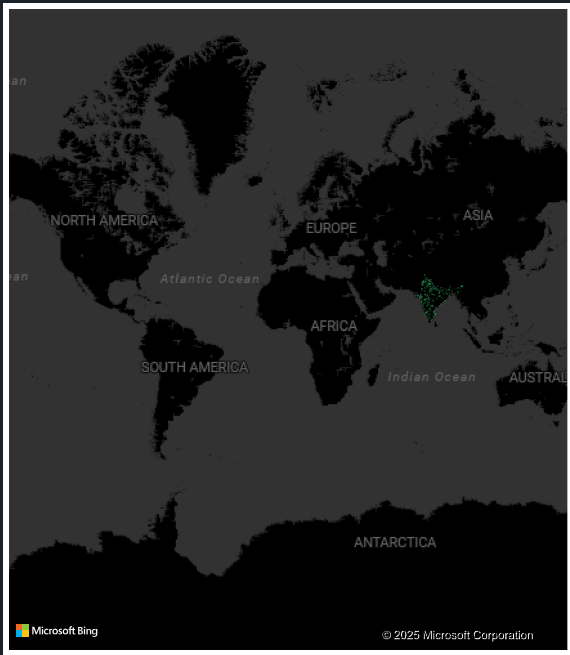 an
NORTH AMERICA
ASIA
EUROPE
an
Atlantic Ocean
AFRICA
SOUTH AMERICA
Indian Ocean
AUSTRAL
ANTARCTICA
Microsoft Bing
© 2025 Microsoft Corporation